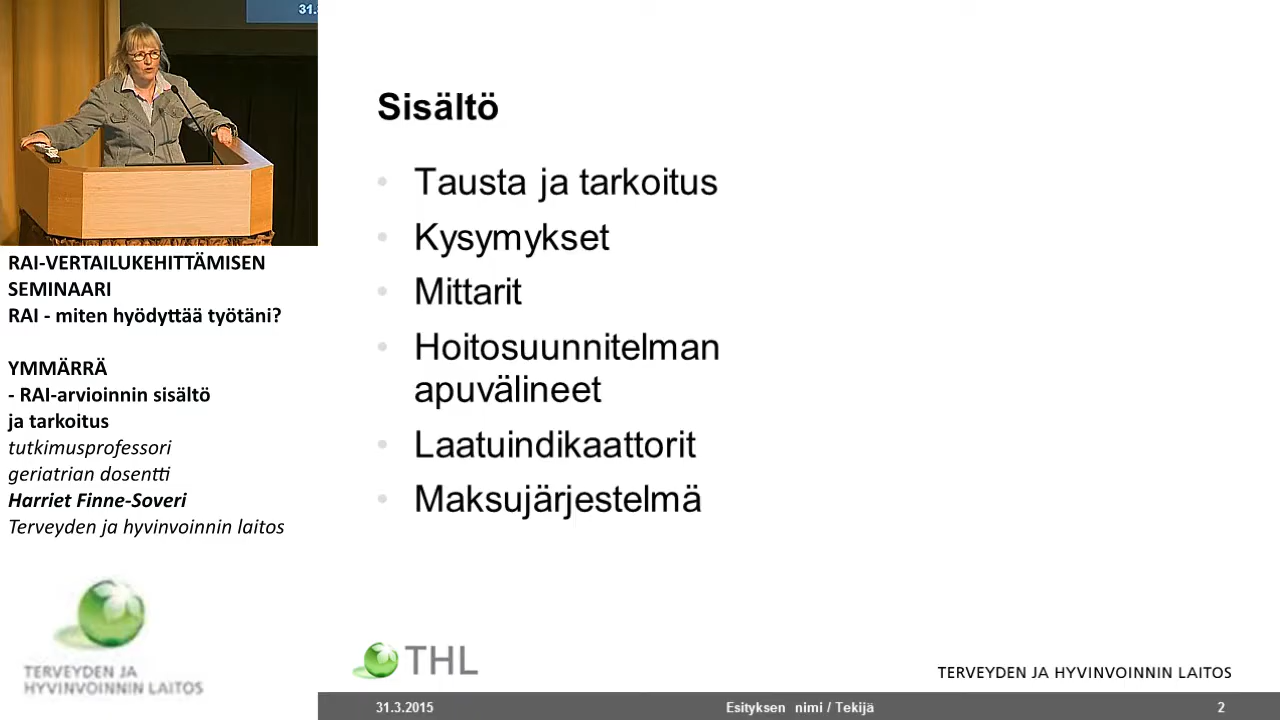 31.
RAI-VERTAILUKEHITTÄMISEN
SEMINAARI
RAI - miten hyödyttää työtäni?
YMMÄRRÄ
- RAI-arvioinnin sisältö
ja tarkoitus
tutkimusprofessori
geriatrian dosentti
Harriet Finne-Soveri
Terveyden ja hyvinvoinnin laitos
TERVEYDEN JA
HYVINVOINNIN LAITOS
Sisältö
• Tausta ja tarkoitus
• Kysymykset
• Mittarit
• Hoitosuunnitelman
apuvälineet
• Laatuindikaattorit
• Maksujärjestelmä
THL
TERVEYDEN JA HYVINVOINNIN LAITOS
31.3.2015
Esityksen nimi / Tekijä
2